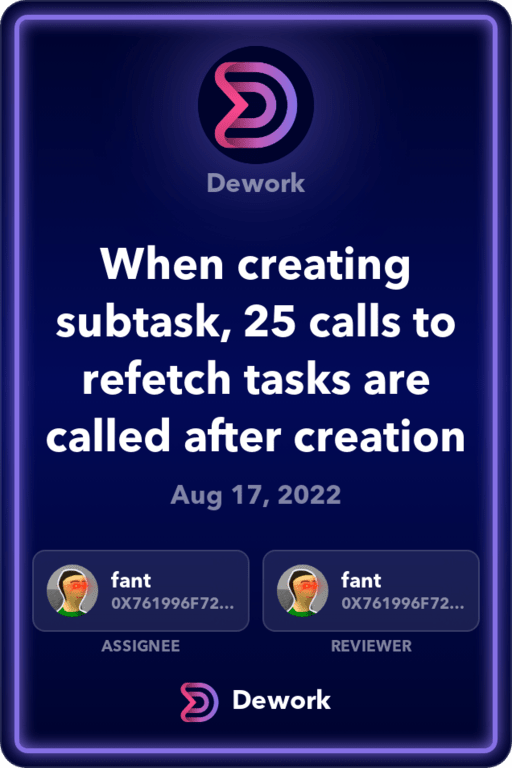 Dework
When creating
subtask, 25 calls to
refetch tasks are
called after creation
Aug 17, 2022
fant
0X761996F72...
ASSIGNEE
fant
0X761996F72...
REVIEWER
Dework